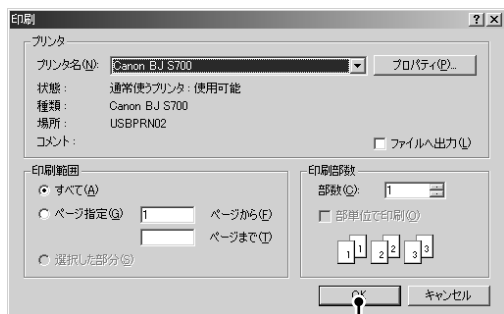 印刷
プリンタ
プリンタ名(N): Canon BJ S700 プロパティ(P)...
状態： 通常使うプリンタ：使用可能
種類： Canon BJ S700
場所： USBPRN02
コメント： ファイルへ出力(L)
印刷範囲
すべて(A)
ページ指定(G) 1 ページから(F)
ページまで(T)
選択した部分(S)
印刷部数
部数(C): 1
部単位で印刷(O)
1 1 2 2 3 3
OK キャンセル